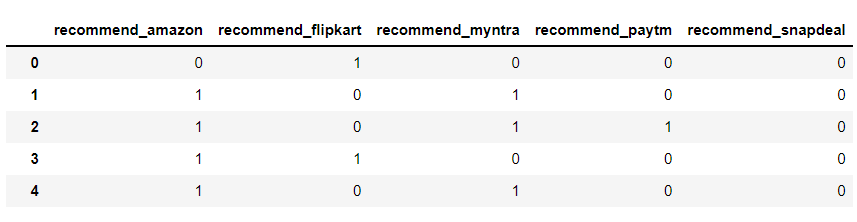 recommend_amazon recommend_flipkart recommend_myntra recommend_paytm recommend_snapdeal
0 0 1 0 0 0
1 1 0 1 0 0
2 1 0 1 1 0
3 1 1 0 0 0
4 1 0 1 0 0